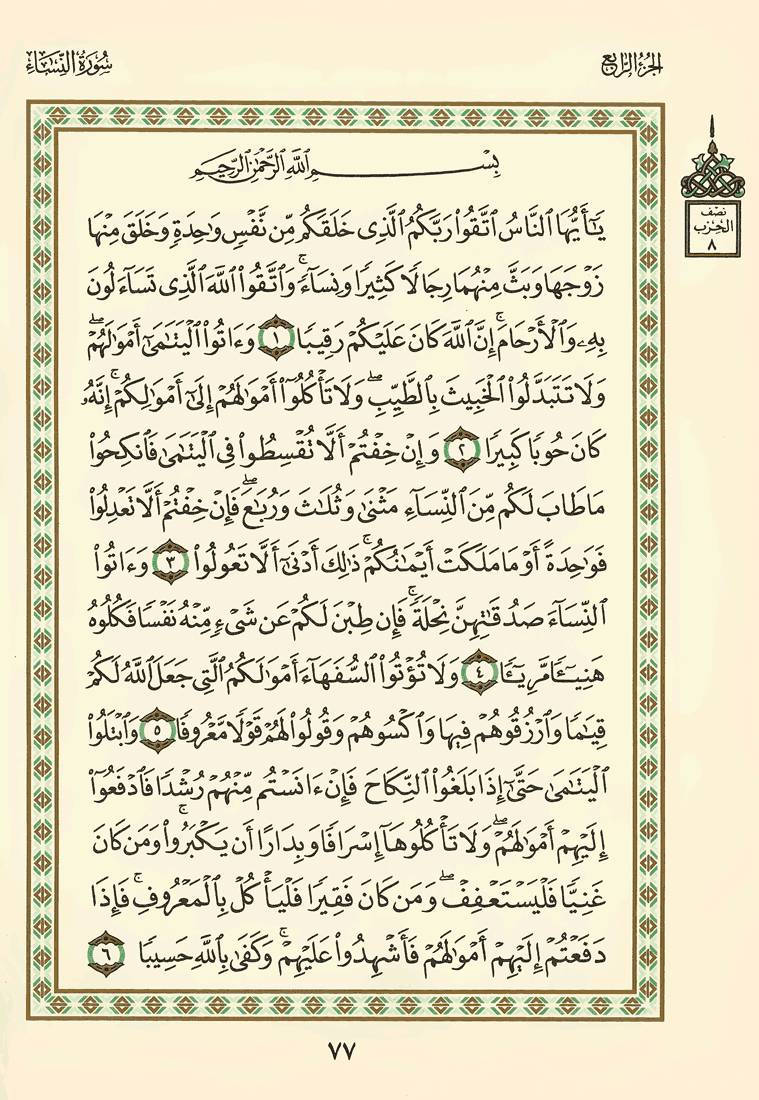 الجزء الرابع
سُورَةُ النِّسَاءِ
نصف
الحزب
٨
بِسْمِ ٱللَّهِ ٱلرَّحْمَٰنِ ٱلرَّحِيمِ
يَٰٓأَيُّهَا ٱلنَّاسُ ٱتَّقُوا۟ رَبَّكُمُ ٱلَّذِى خَلَقَكُم مِّن نَّفْسٍ وَٰحِدَةٍ وَخَلَقَ مِنْهَا
زَوْجَهَا وَبَثَّ مِنْهُمَا رِجَالًا كَثِيرًا وَنِسَآءً ۚ وَٱتَّقُوا۟ ٱللَّهَ ٱلَّذِى تَسَآءَلُونَ
بِهِۦ وَٱلْأَرْحَامَ ۚ إِنَّ ٱللَّهَ كَانَ عَلَيْكُمْ رَقِيبًا ١ وَءَاتُوا۟ ٱلْيَتَٰمَىٰٓ أَمْوَٰلَهُمْ ۖ
وَلَا تَتَبَدَّلُوا۟ ٱلْخَبِيثَ بِٱلطَّيِّبِ ۖ وَلَا تَأْكُلُوٓا۟ أَمْوَٰلَهُمْ إِلَىٰٓ أَمْوَٰلِكُمْ ۚ إِنَّهُۥ
كَانَ حُوبًا كَبِيرًا ٢ وَإِنْ خِفْتُمْ أَلَّا تُقْسِطُوا۟ فِى ٱلْيَتَٰمَىٰ فَٱنكِحُوا۟
مَا طَابَ لَكُم مِّنَ ٱلنِّسَآءِ مَثْنَىٰ وَثُلَٰثَ وَرُبَٰعَ ۖ فَإِنْ خِفْتُمْ أَلَّا تَعْدِلُوا۟
فَوَٰحِدَةً أَوْ مَا مَلَكَتْ أَيْمَٰنُكُمْ ۚ ذَٰلِكَ أَدْنَىٰٓ أَلَّا تَعُولُوا۟ ٣ وَءَاتُوا۟
ٱلنِّسَآءَ صَدُقَٰتِهِنَّ نِحْلَةً ۚ فَإِن طِبْنَ لَكُمْ عَن شَىْءٍ مِّنْهُ نَفْسًا فَكُلُوهُ
هَنِيٓـًٔا مَّرِيٓـًٔا ٤ وَلَا تُؤْتُوا۟ ٱلسُّفَهَآءَ أَمْوَٰلَكُمُ ٱلَّتِى جَعَلَ ٱللَّهُ لَكُمْ
قِيَٰمًا وَٱرْزُقُوهُمْ فِيهَا وَٱكْسُوهُمْ وَقُولُوا۟ لَهُمْ قَوْلًا مَّعْرُوفًا ٥ وَٱبْتَلُوا۟
ٱلْيَتَٰمَىٰ حَتَّىٰٓ إِذَا بَلَغُوا۟ ٱلنِّكَاحَ فَإِنْ ءَانَسْتُم مِّنْهُمْ رُشْدًا فَٱدْفَعُوٓا۟
إِلَيْهِمْ أَمْوَٰلَهُمْ ۖ وَلَا تَأْكُلُوهَآ إِسْرَافًا وَبِدَارًا أَن يَكْبَرُوا۟ ۚ وَمَن كَانَ
غَنِيًّا فَلْيَسْتَعْفِفْ ۖ وَمَن كَانَ فَقِيرًا فَلْيَأْكُلْ بِٱلْمَعْرُوفِ ۚ فَإِذَا
دَفَعْتُمْ إِلَيْهِمْ أَمْوَٰلَهُمْ فَأَشْهِدُوا۟ عَلَيْهِمْ ۚ وَكَفَىٰ بِٱللَّهِ حَسِيبًا ٦
٧٧